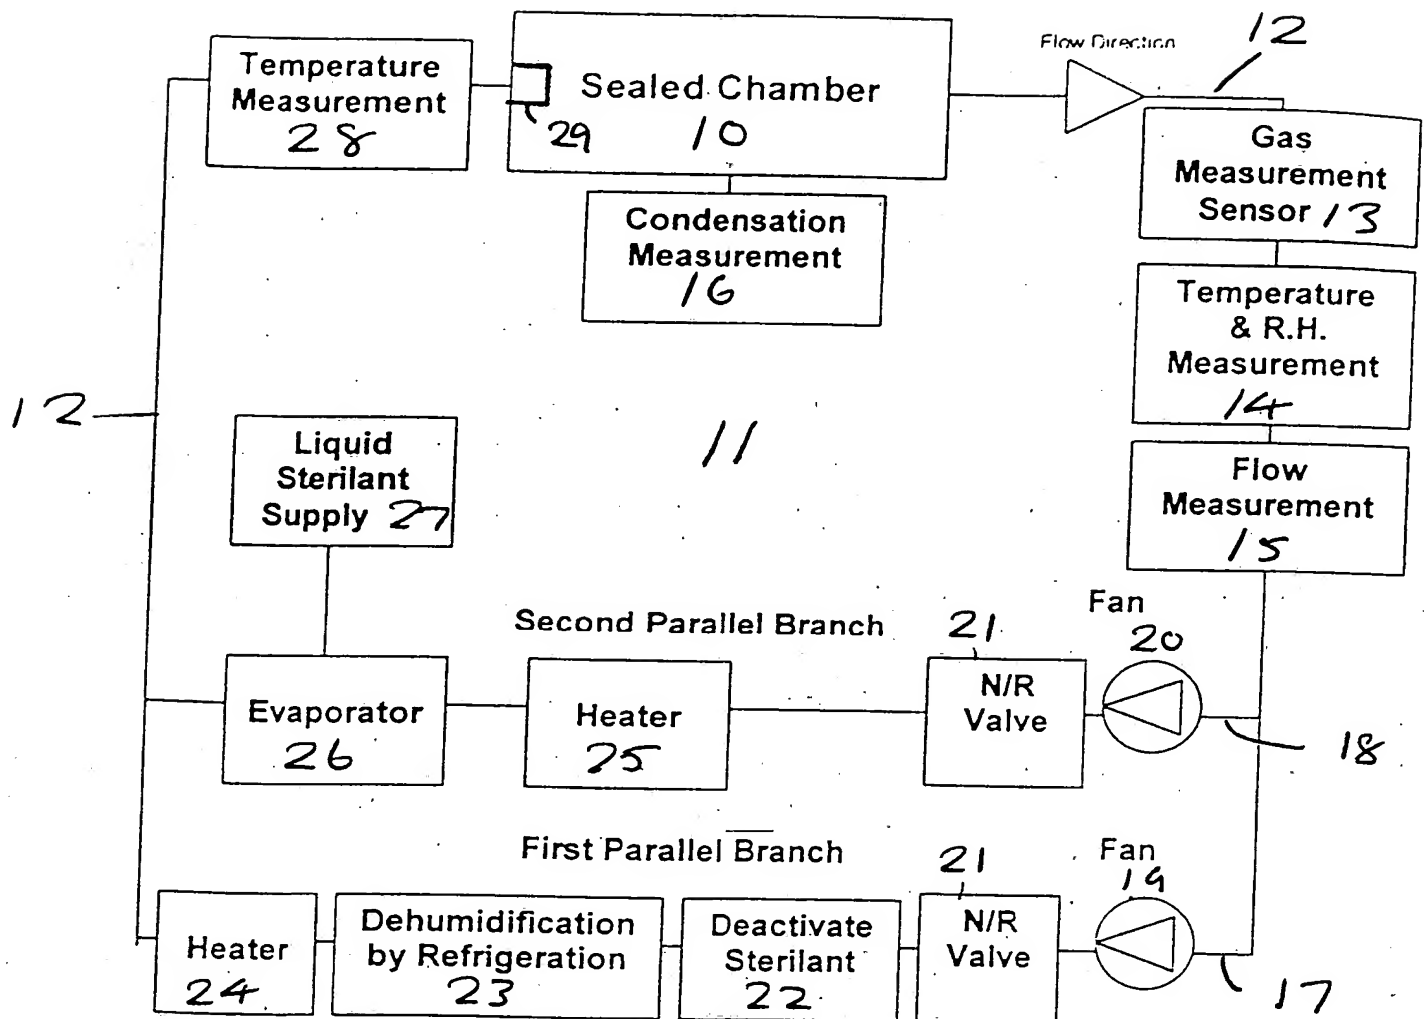 12
Flow Direction
Temperature
Measurement
28
Sealed Chamber
10
29
Gas
Measurement
Sensor 13
Condensation
Measurement
16
Temperature
& R.H.
Measurement
14
12
11
Liquid
Sterilant
Supply 27
Flow
Measurement
15
Second Parallel Branch
21
Fan
20
N/R
Valve
Evaporator
26
Heater
25
18
First Parallel Branch
21
Fan
19
Heater
24
Dehumidification
by Refrigeration
23
Deactivate
Sterilant
22
N/R
Valve
17